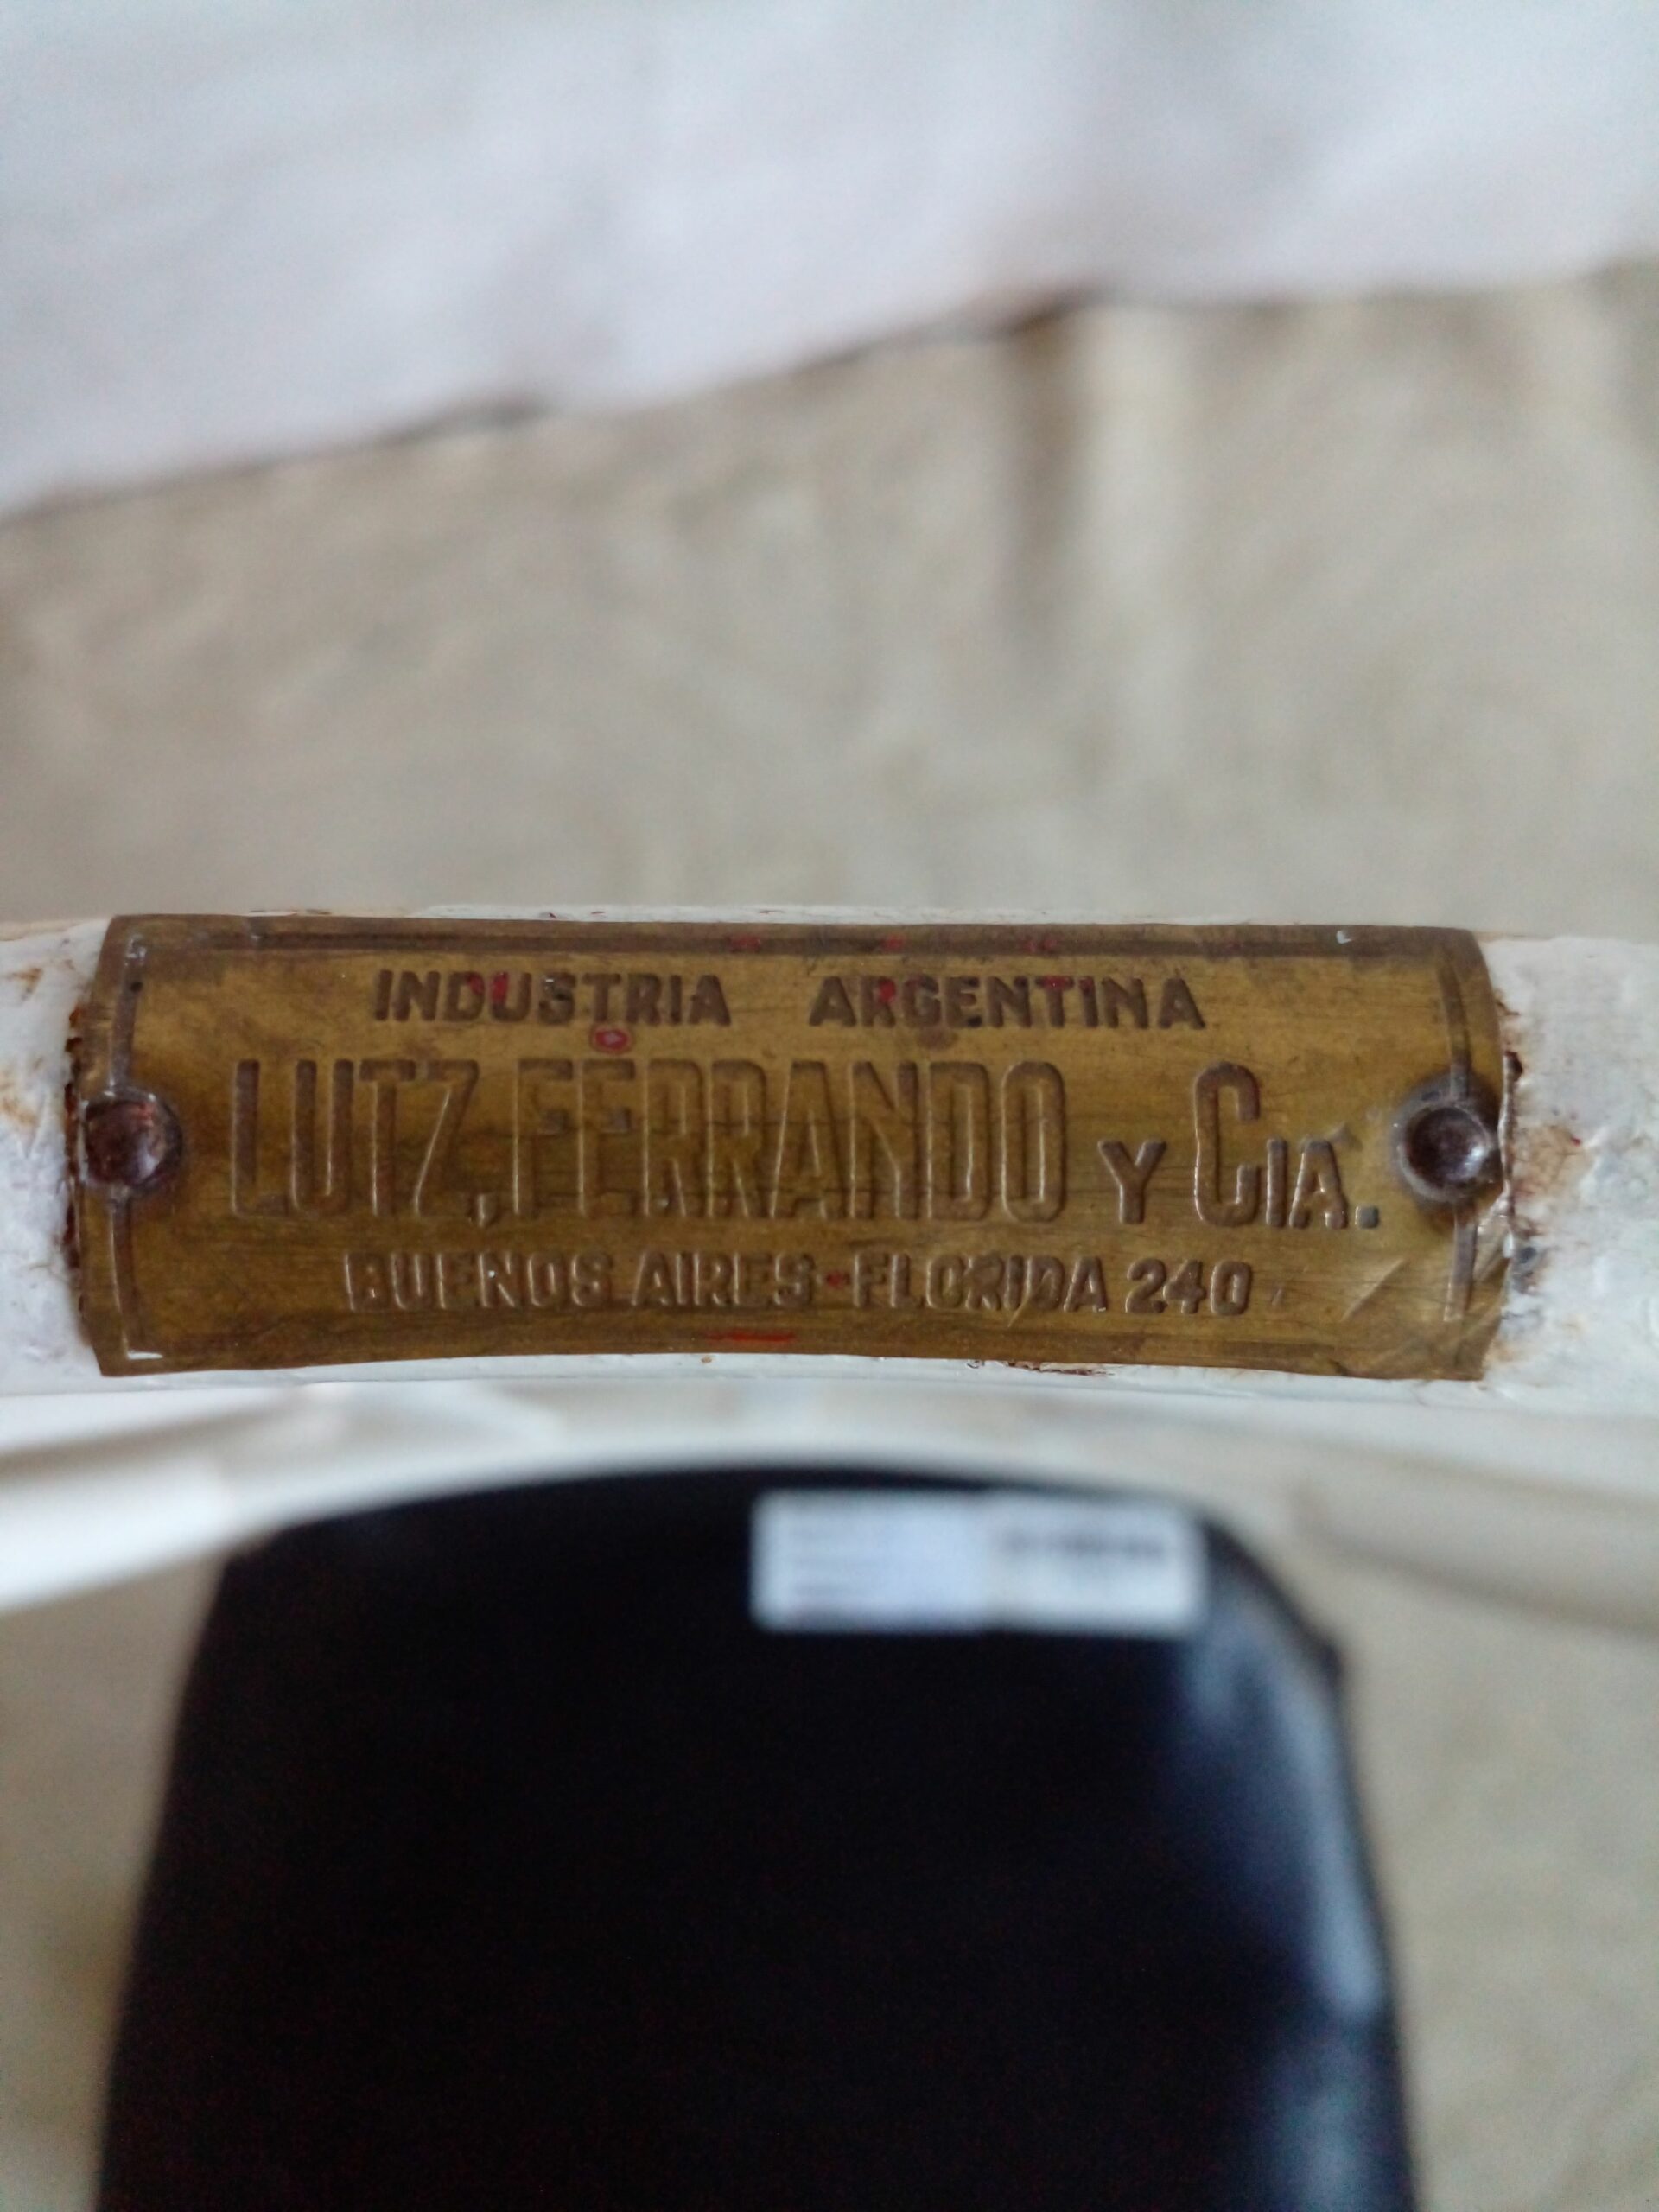 INDUSTRIA ARGENTINA
LUTZ, FERRANDO Y CIA.
BUENOS AIRES - FLORIDA 240